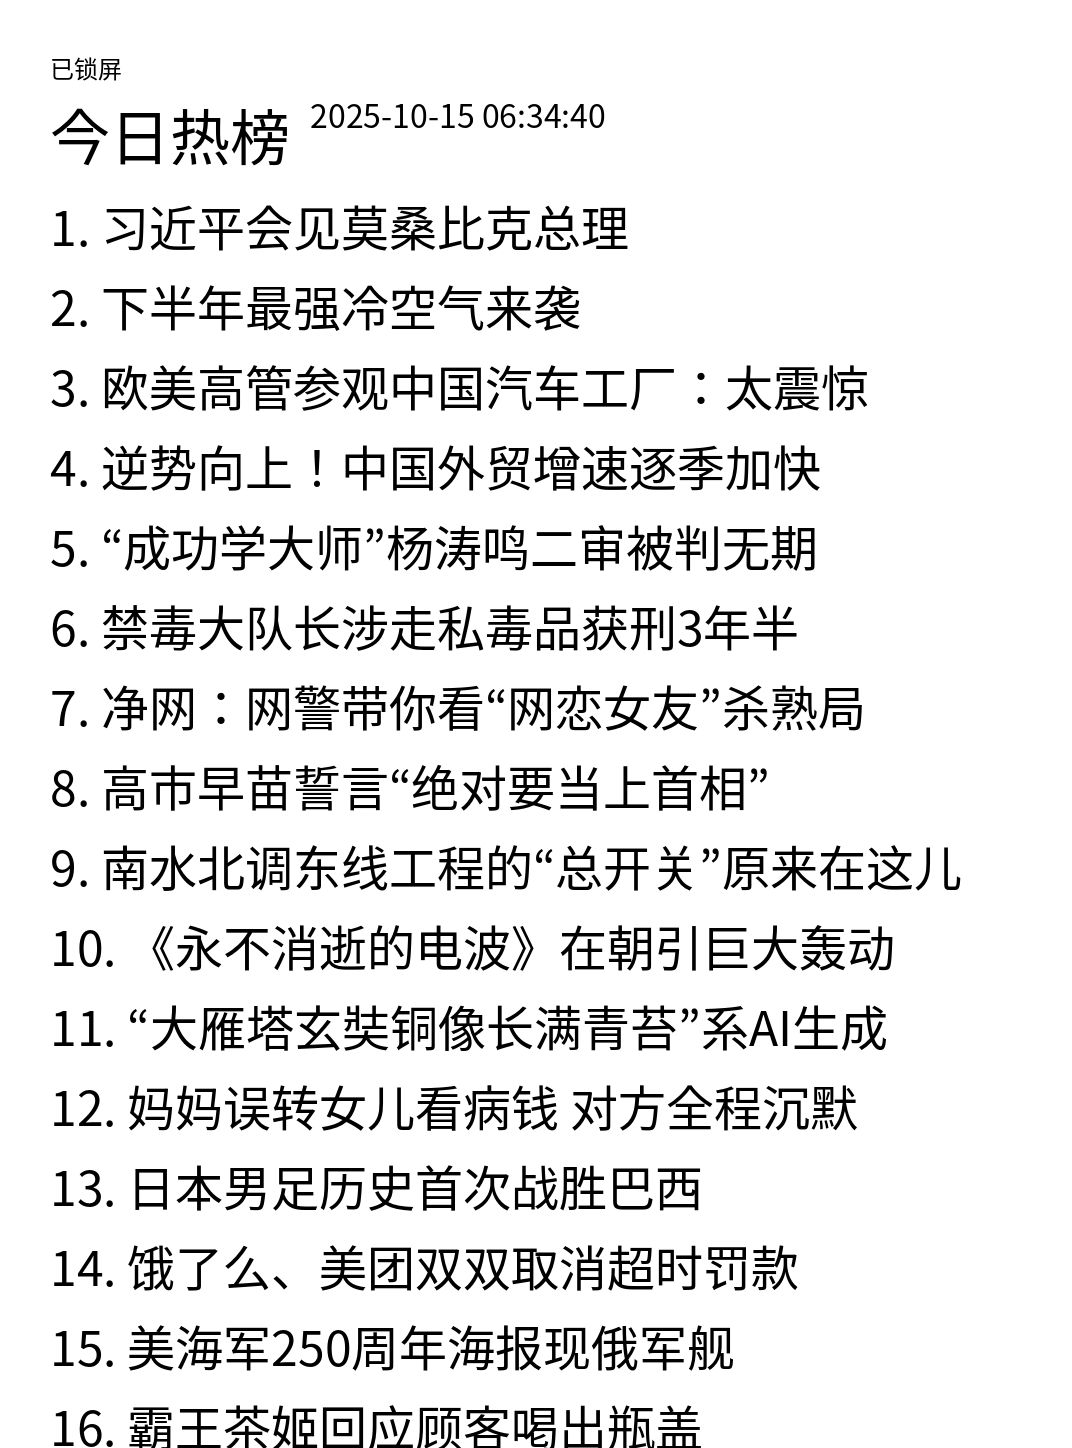 已锁屏
今日热榜 2025-10-15 06:34:40
1. 习近平会见莫桑比克总理
2. 下半年最强冷空气来袭
3. 欧美高管参观中国汽车工厂：太震惊
4. 逆势向上！中国外贸增速逐季加快
5. “成功学大师”杨涛鸣二审被判无期
6. 禁毒大队长涉走私毒品获刑3年半
7. 净网：网警带你看“网恋女友”杀熟局
8. 高市早苗誓言“绝对要当上首相”
9. 南水北调东线工程的“总开关”原来在这儿
10. 《永不消逝的电波》在朝引巨大轰动
11. “大雁塔玄奘铜像长满青苔”系AI生成
12. 妈妈误转女儿看病钱 对方全程沉默
13. 日本男足历史首次战胜巴西
14. 饿了么、美团双双取消超时罚款
15. 美海军250周年海报现俄军舰
16. 霸王茶姬回应顾客喝出瓶盖